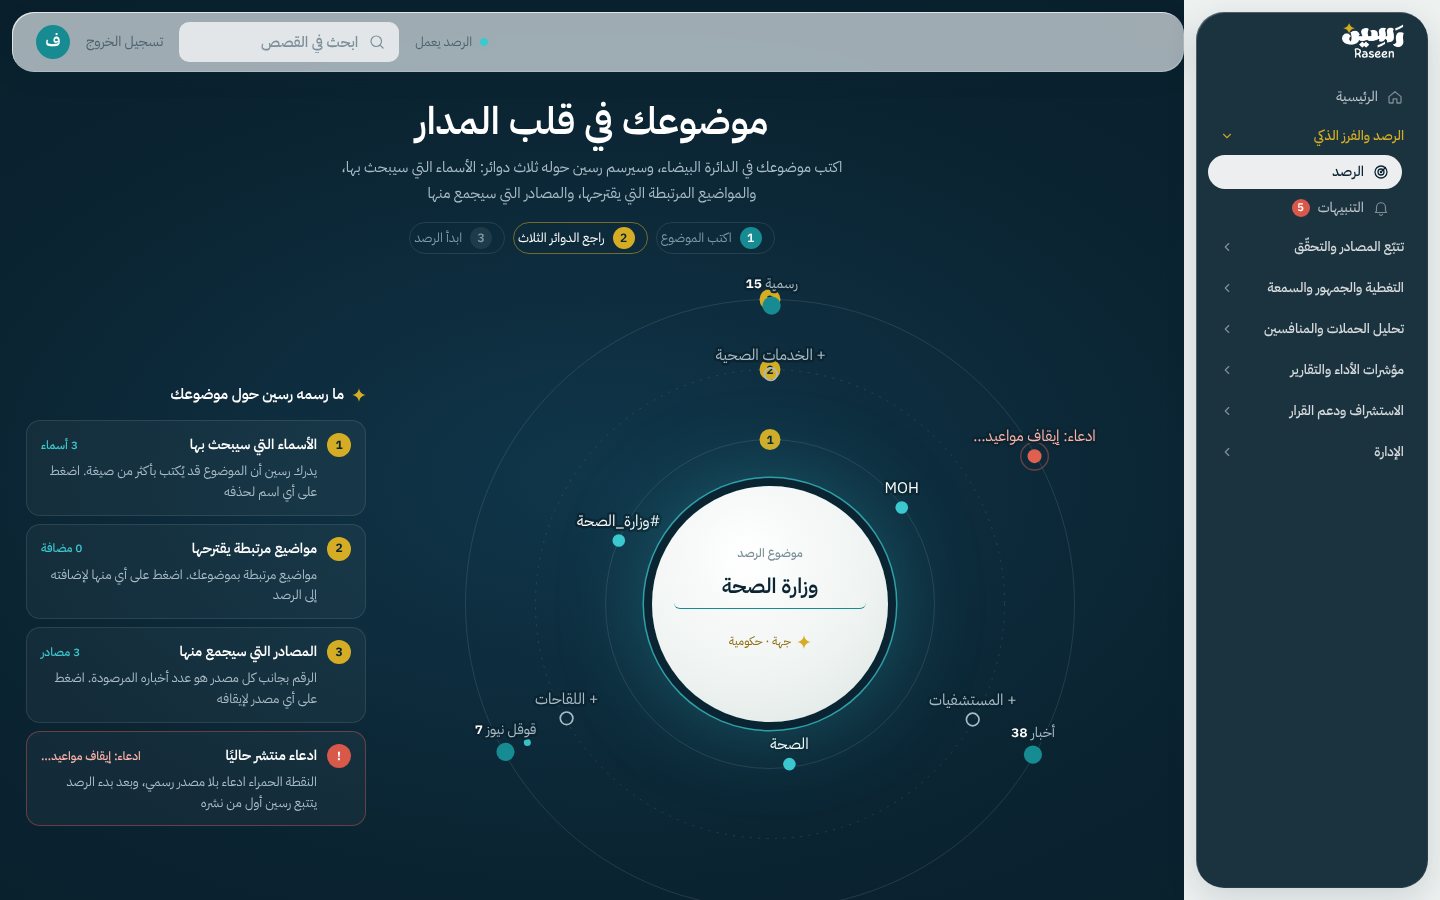 رَسِين
Raseen
الرئيسية
الرصد والفرز الذكي
الرصد
التنبيهات 5
تتبّع المصادر والتحقّق
التغطية والجمهور والسمعة
تحليل الحملات والمنافسين
مؤشرات الأداء والتقارير
الاستشراف ودعم القرار
الإدارة
الرصد يعمل
ابحث في القصص
تسجيل الخروج
ف
موضوعك في قلب المدار
اكتب موضوعك في الدائرة البيضاء، وسيرسم رسين حوله ثلاث دوائر: الأسماء التي سيبحث بها،
والمواضيع المرتبطة التي يقترحها، والمصادر التي سيجمع منها
1 اكتب الموضوع
2 راجع الدوائر الثلاث
3 ابدأ الرصد
رسمية 15
+ الخدمات الصحية
2
1
ادعاء: إيقاف مواعيد...
MOH
#وزارة_الصحة
موضوع الرصد
وزارة الصحة
جهة · حكومية
+ المستشفيات
+ اللقاحات
أخبار 38
قوقل نيوز 7
الصحة
ما رسمه رسين حول موضوعك
1 الأسماء التي سيبحث بها 3 أسماء
يدرك رسين أن الموضوع قد يُكتب بأكثر من صيغة. اضغط
على أي اسم لحذفه
2 مواضيع مرتبطة يقترحها 0 مضافة
مواضيع مرتبطة بموضوعك. اضغط على أي منها لإضافته
إلى الرصد
3 المصادر التي سيجمع منها 3 مصادر
الرقم بجانب كل مصدر هو عدد أخباره المرصودة. اضغط
على أي مصدر لإيقافه
! ادعاء منتشر حاليًا ادعاء: إيقاف مواعيد...
النقطة الحمراء ادعاء بلا مصدر رسمي، وبعد بدء الرصد
يتتبع رسين أول من نشره